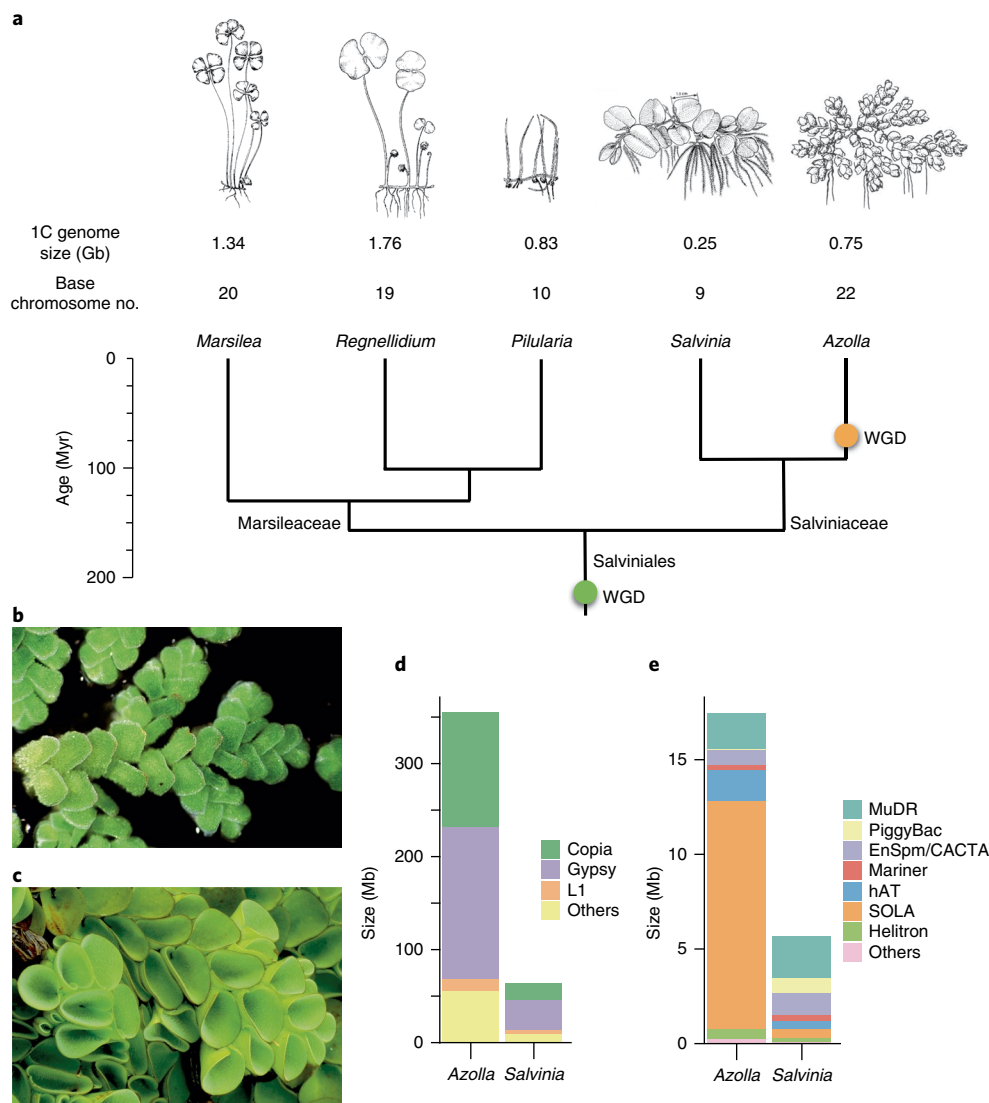 a
1C genome
size (Gb)
1.34
1.76
0.83
0.25
0.75
Base
chromosome no.
20
19
10
9
22
Marsilea
Regnellidium
Pilularia
Salvinia
Azolla
0
100
200
Age (Myr)
WGD
Marsileaceae
Salviniaceae
Salviniales
WGD
b
c
d
300
200
100
0
Size (Mb)
Copia
Gypsy
L1
Others
Azolla
Salvinia
e
15
10
5
0
Size (Mb)
MuDR
PiggyBac
EnSpm/CACTA
Mariner
hAT
SOLA
Helitron
Others
Azolla
Salvinia